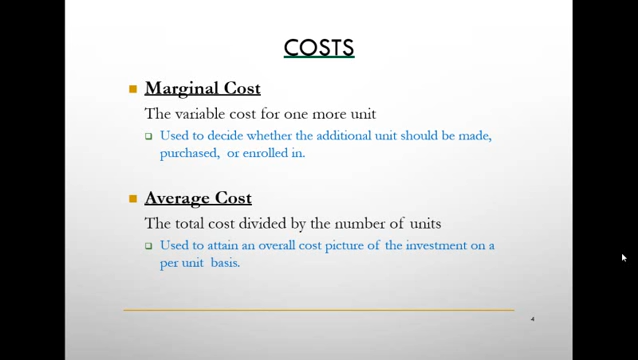 COSTS
Marginal Cost
The variable cost for one more unit
Used to decide whether the additional unit should be made,
purchased, or enrolled in.
Average Cost
The total cost divided by the number of units
Used to attain an overall cost picture of the investment on a
per unit basis.
4